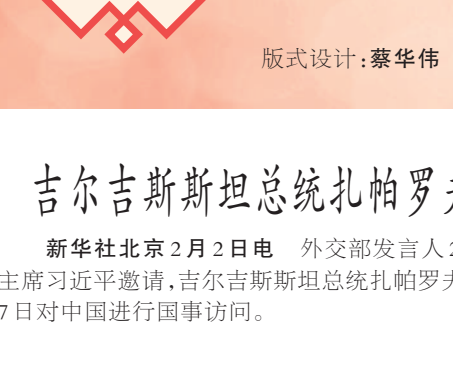 版式设计:蔡华伟
吉尔吉斯斯坦总统扎帕罗
新华社北京2月2日电 外交部发言人2
主席习近平邀请,吉尔吉斯斯坦总统扎帕罗夫
7日对中国进行国事访问。